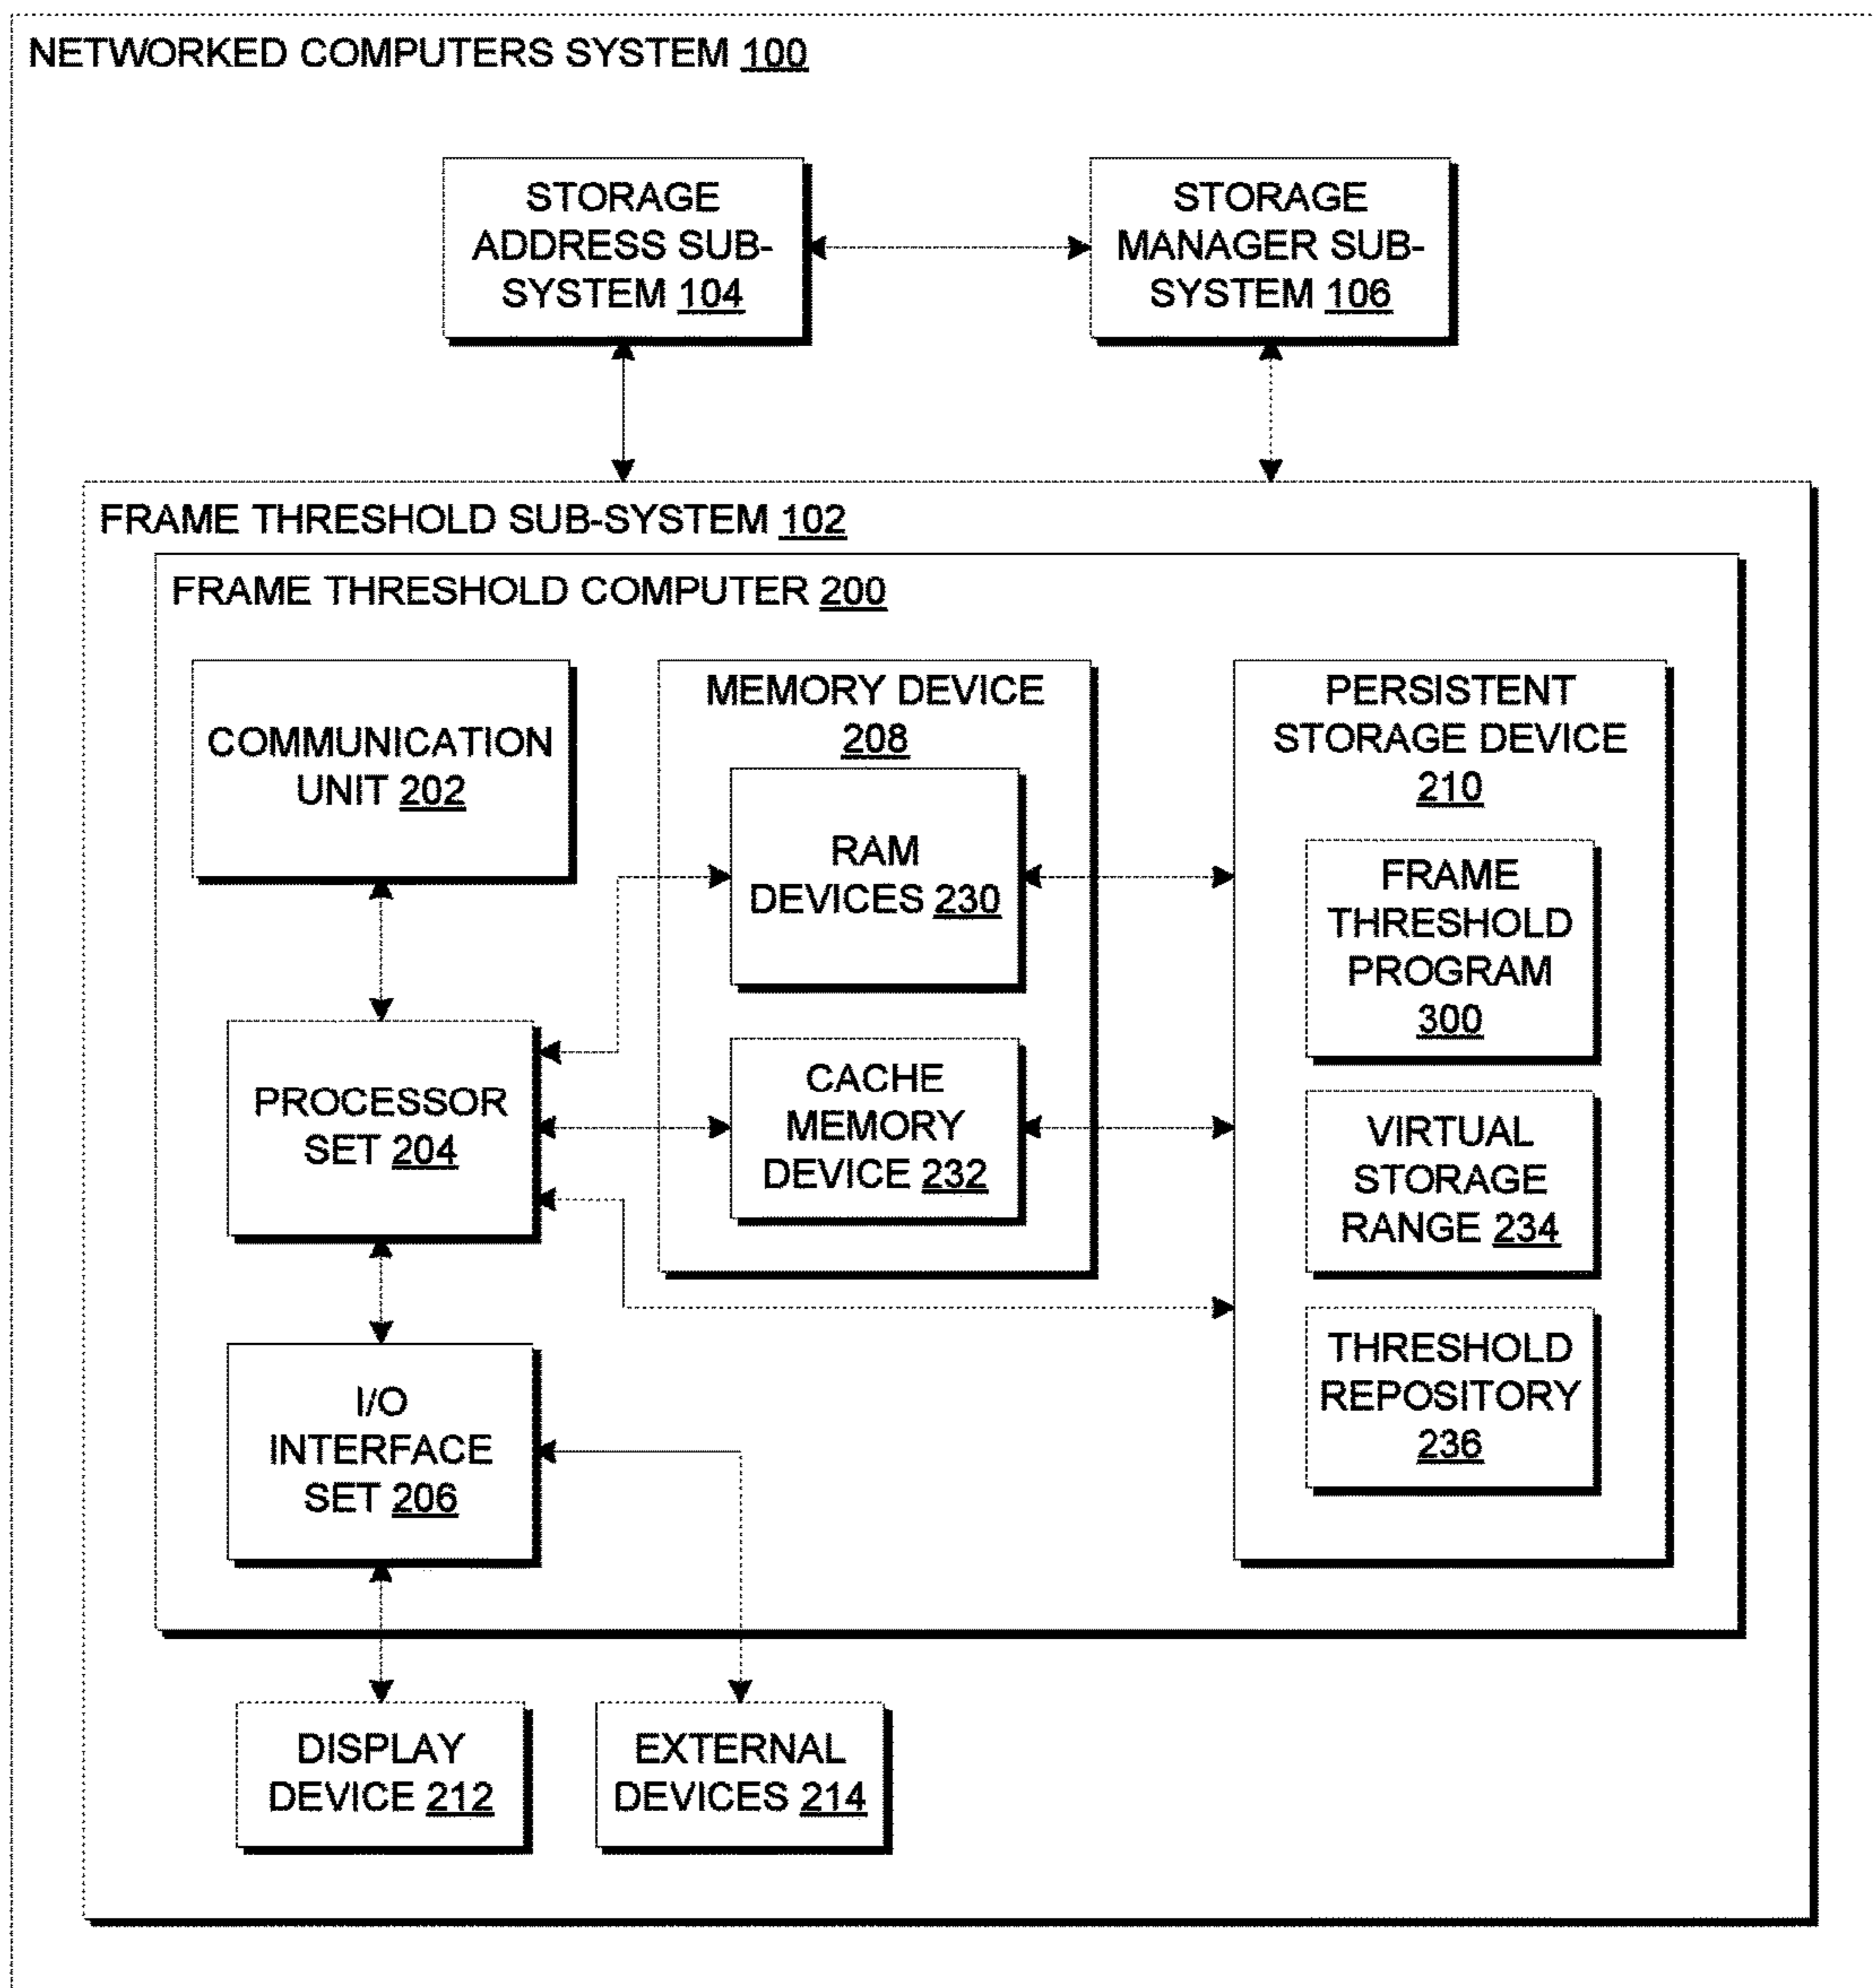 NETWORKED COMPUTERS SYSTEM 100
STORAGE
ADDRESS SUB-
SYSTEM 104
STORAGE
MANAGER SUB-
SYSTEM 106
FRAME THRESHOLD SUB-SYSTEM 102
FRAME THRESHOLD COMPUTER 200
COMMUNICATION
UNIT 202
MEMORY DEVICE
208
RAM
DEVICES 230
PERSISTENT
STORAGE DEVICE
210
FRAME
THRESHOLD
PROGRAM
300
PROCESSOR
SET 204
CACHE
MEMORY
DEVICE 232
VIRTUAL
STORAGE
RANGE 234
I/O
INTERFACE
SET 206
THRESHOLD
REPOSITORY
236
DISPLAY
DEVICE 212
EXTERNAL
DEVICES 214